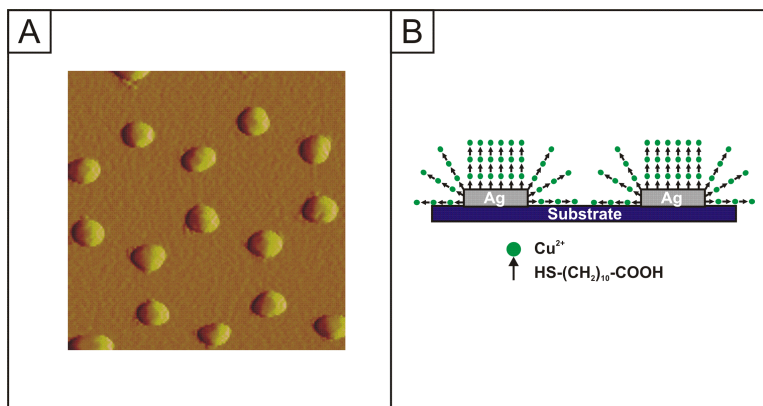 A
B
Ag
Ag
Substrate
Cu²⁺
HS-(CH₂)₁₀-COOH